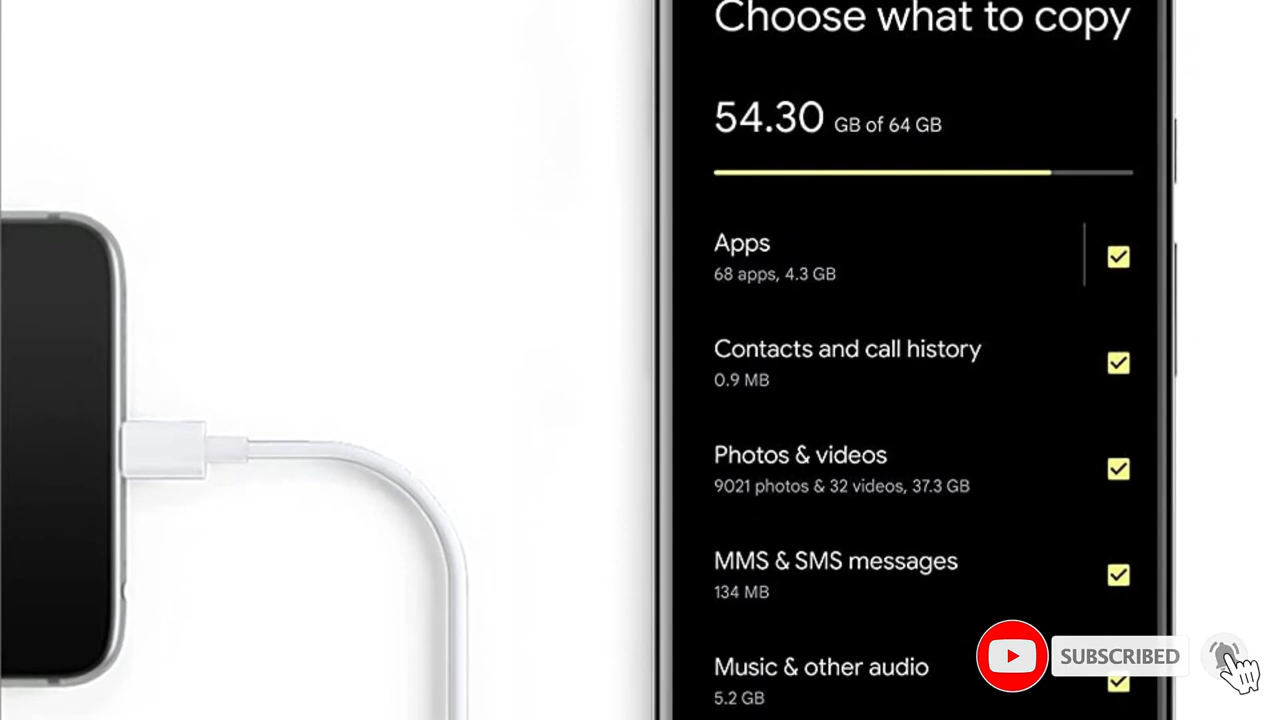 Choose what to copy
54.30 GB of 64 GB
Apps
68 apps, 4.3 GB
Contacts and call history
0.9 MB
Photos & videos
9021 photos & 32 videos, 37.3 GB
MMS & SMS messages
134 MB
Music & other audio
5.2 GB
SUBSCRIBED